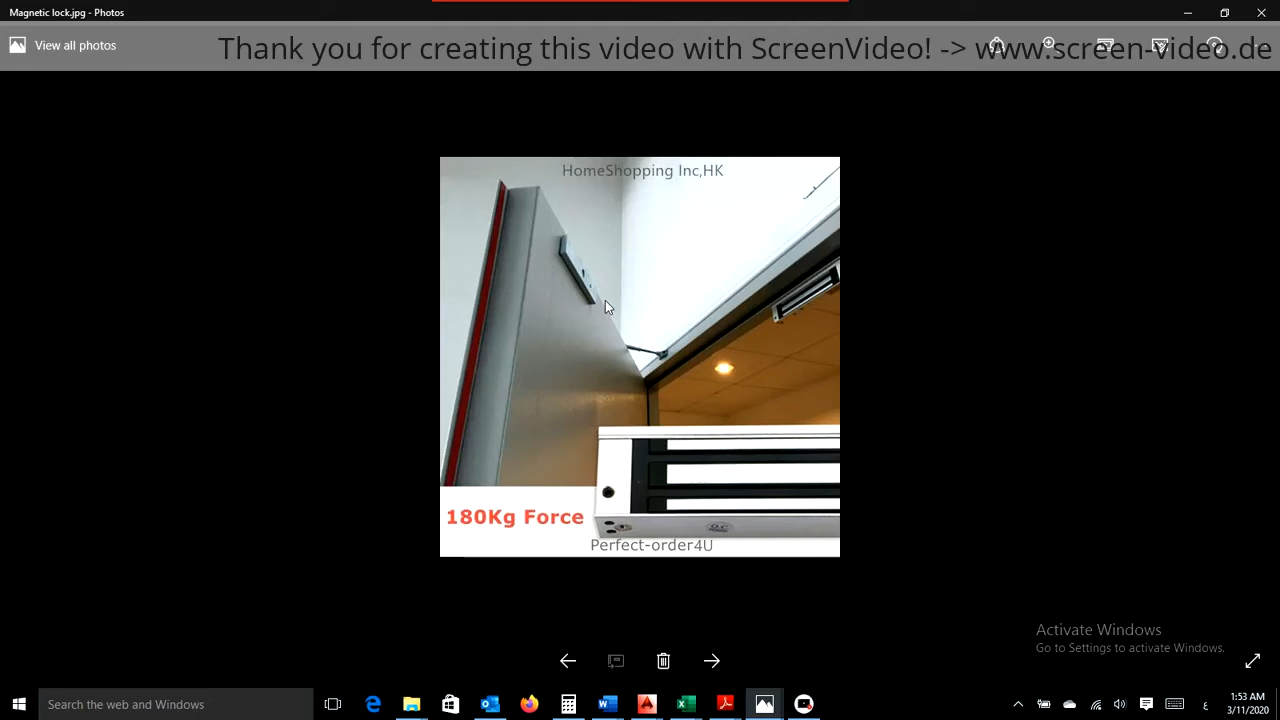 Magnetic lock.jpg - Photos
View all photos
Thank you for creating this video with ScreenVideo! -> www.screen-video.de
HomeShopping Inc,HK
180Kg Force
Perfect-order4U
Activate Windows
Go to Settings to activate Windows.
Search the web and Windows
ع
1:53 AM
3/11/2020